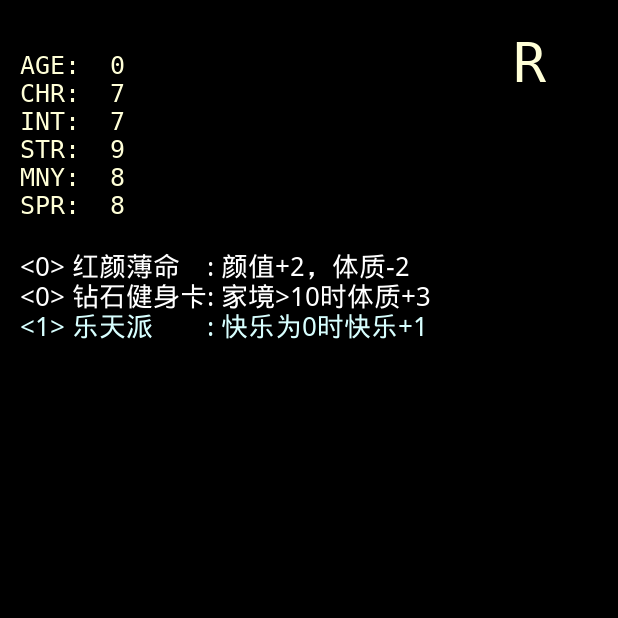 R
AGE: 0
CHR: 7
INT: 7
STR: 9
MNY: 8
SPR: 8
<0> 红颜薄命 : 颜值+2，体质-2
<0> 钻石健身卡: 家境>10时体质+3
<1> 乐天派 : 快乐为0时快乐+1